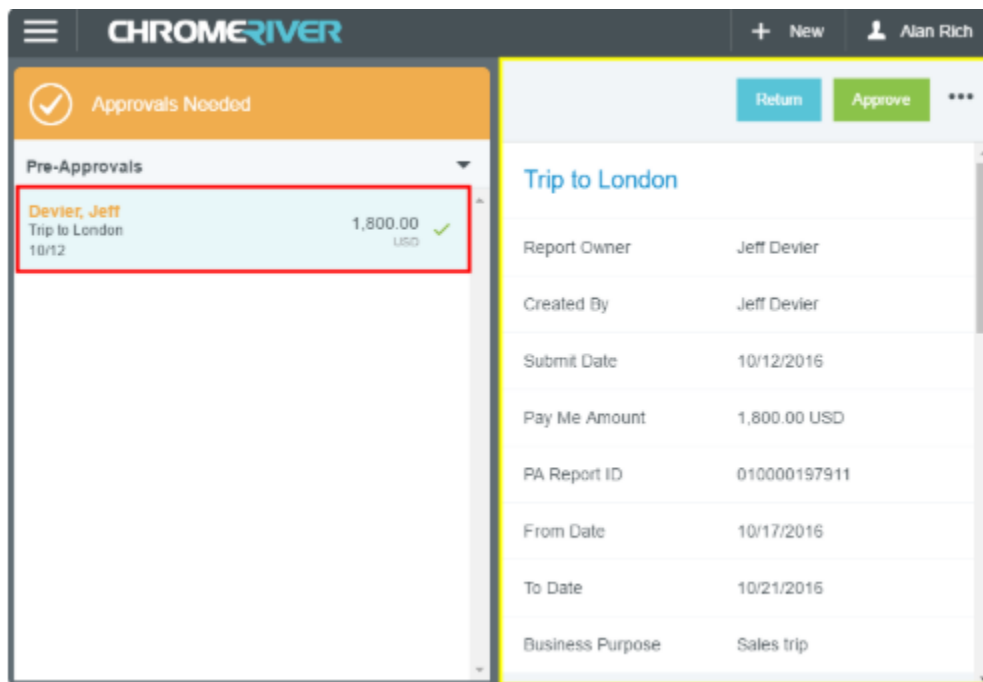 CHROMERIVER
+ New
Alan Rich
Approvals Needed
Return
Approve
•••
Pre-Approvals
Devier, Jeff
Trip to London
10/12
1,800.00
USD
Trip to London
Report Owner Jeff Devier
Created By Jeff Devier
Submit Date 10/12/2016
Pay Me Amount 1,800.00 USD
PA Report ID 010000197911
From Date 10/17/2016
To Date 10/21/2016
Business Purpose Sales trip